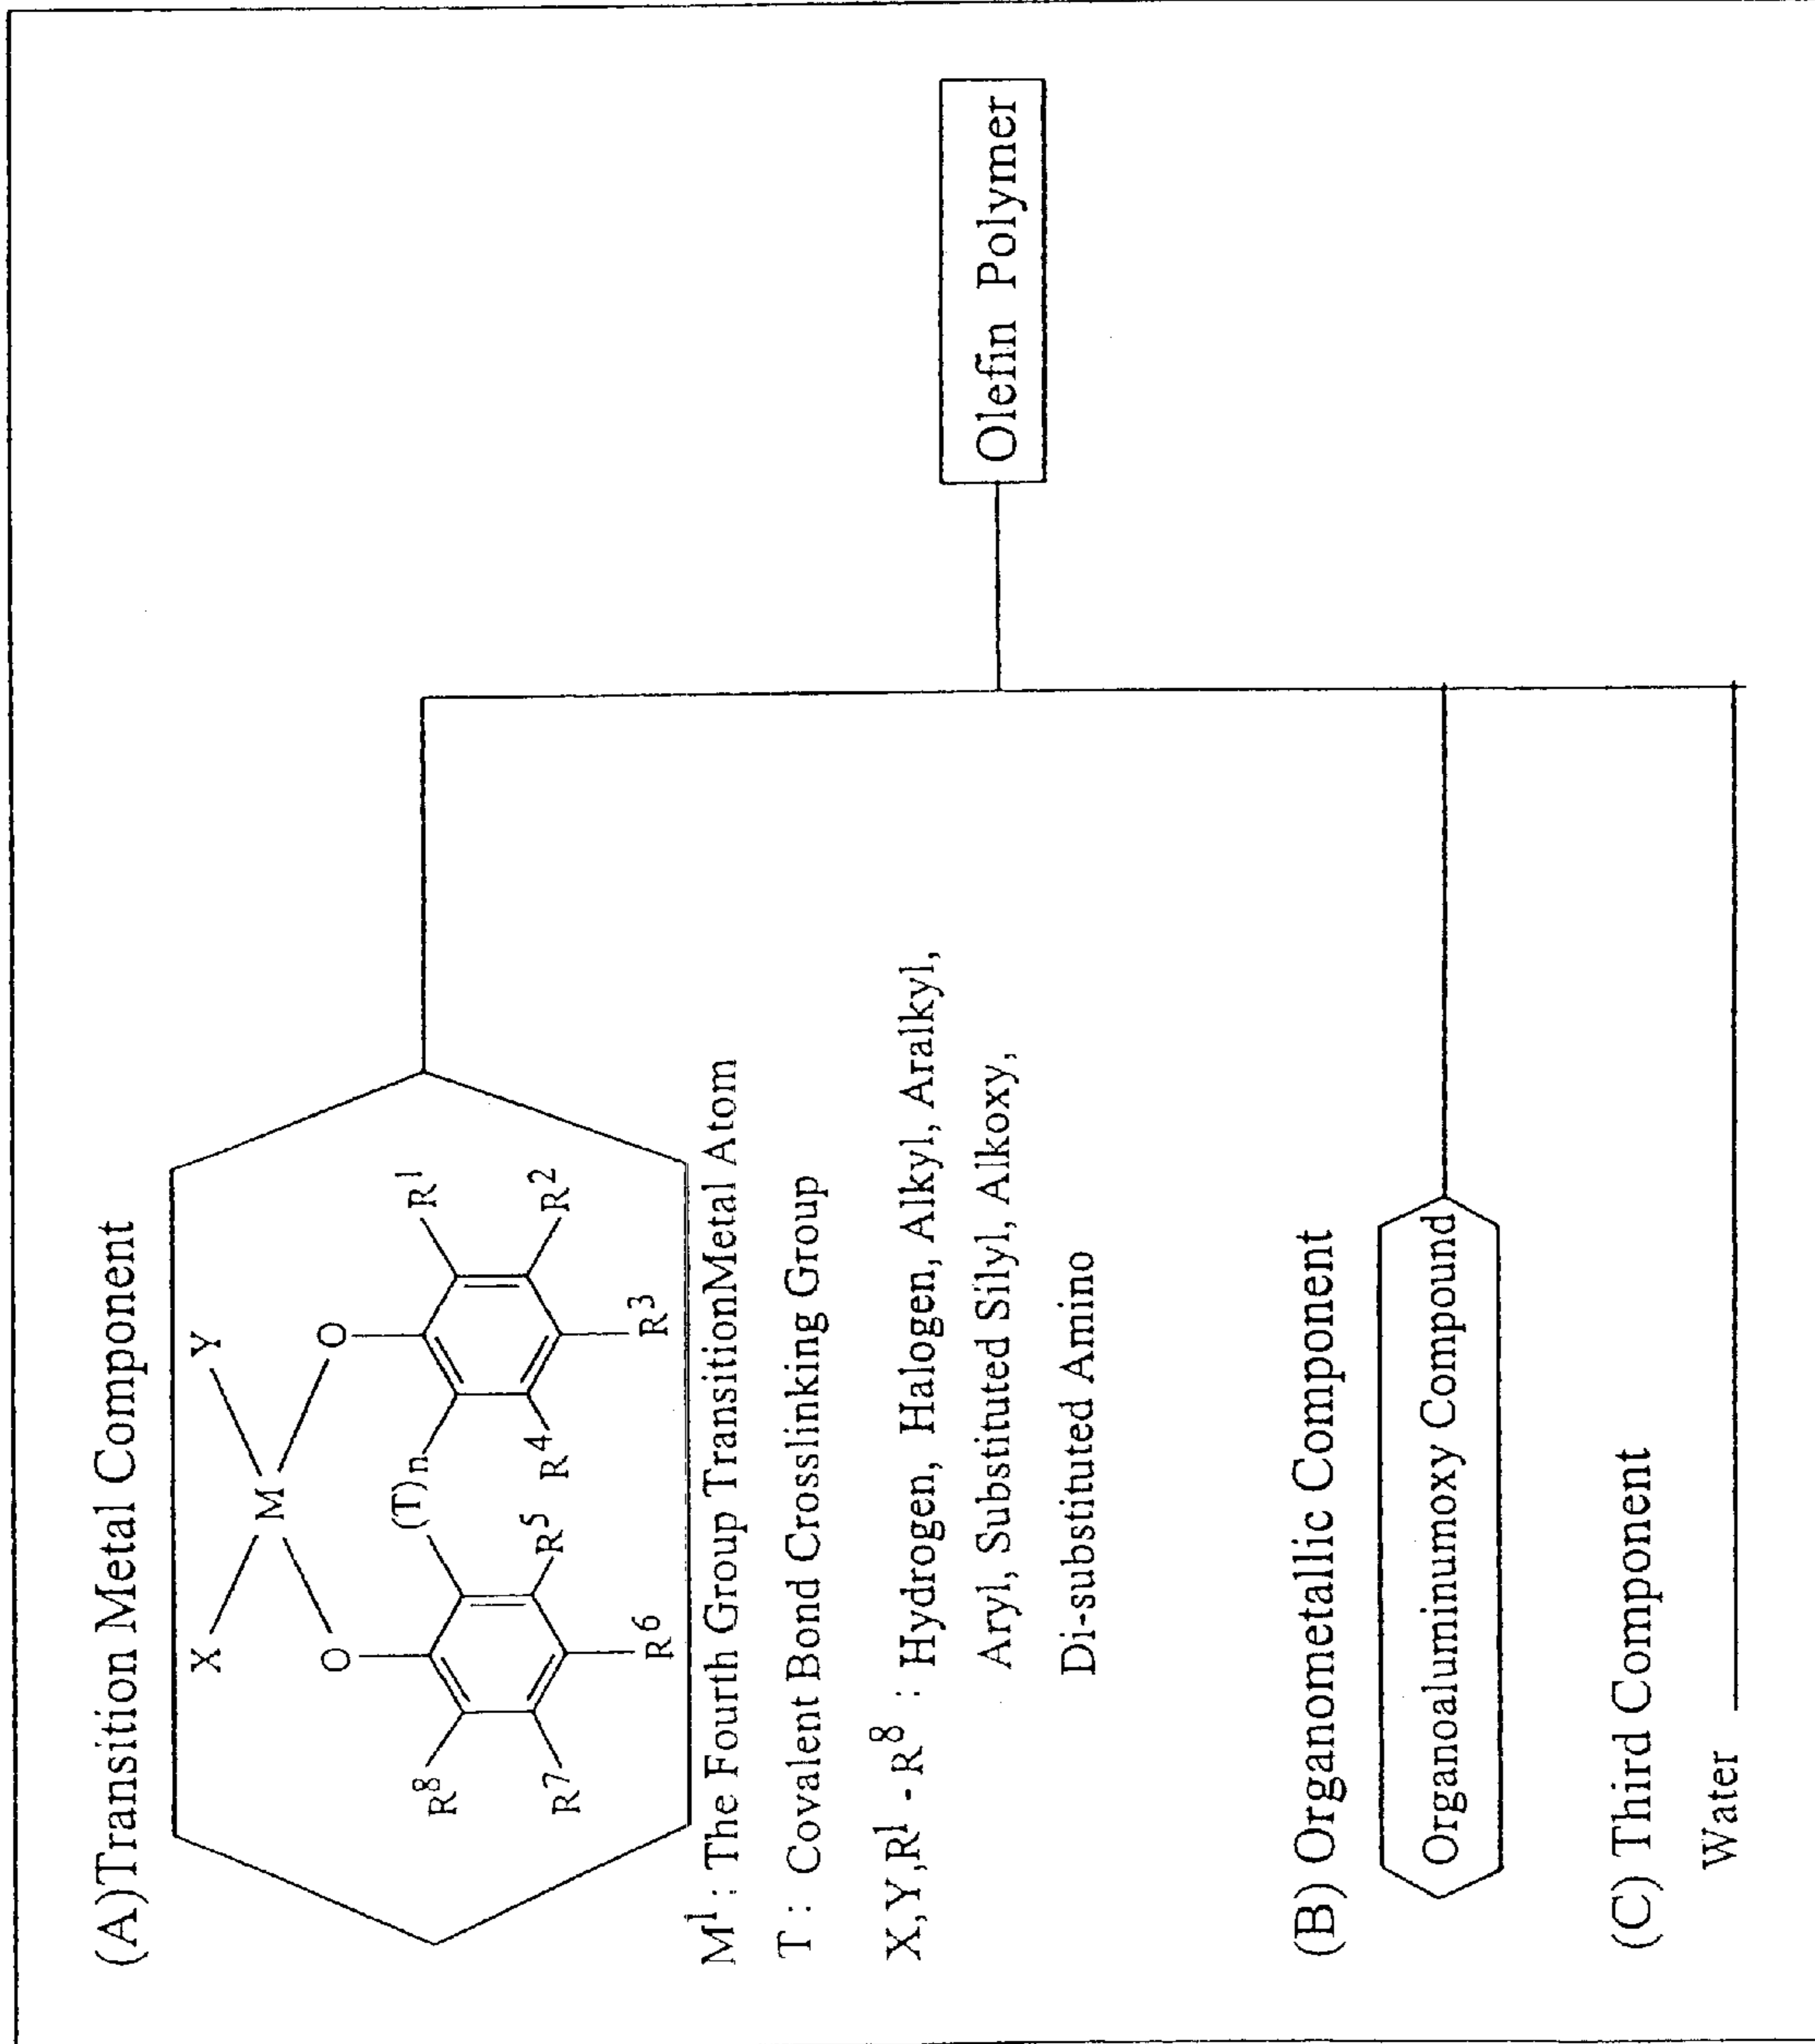 (A)Transition Metal Component
X
Y
M
O
O
(T)n
R1
R2
R3
R4
R5
R6
R7
R8
M1 : The Fourth Group TransitionMetal Atom
T : Covalent Bond Crosslinking Group
X,Y,R1 - R8 : Hydrogen, Halogen, Alkyl, Aralkyl,
Aryl, Substituted Silyl, Alkoxy,
Di-substituted Amino
(B) Organometallic Component
Organoaluminumoxy Compound
(C) Third Component
Water
Olefin Polymer